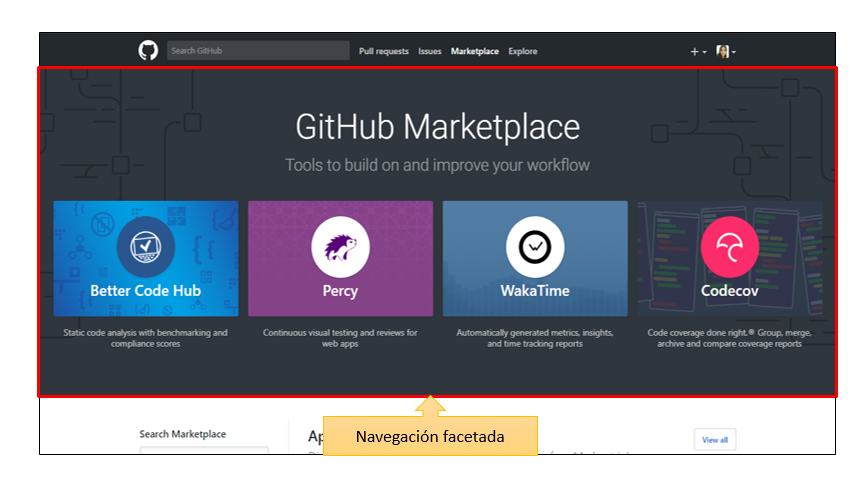 Search GitHub
Pull requests Issues Marketplace Explore
GitHub Marketplace
Tools to build on and improve your workflow
Better Code Hub
Static code analysis with benchmarking and
compliance scores
Percy
Continuous visual testing and reviews for
web apps
WakaTime
Automatically generated metrics, insights,
and time tracking reports
Codecov
Code coverage done right.® Group, merge,
archive and compare coverage reports
Navegación facetada
Search Marketplace
Ap
View all